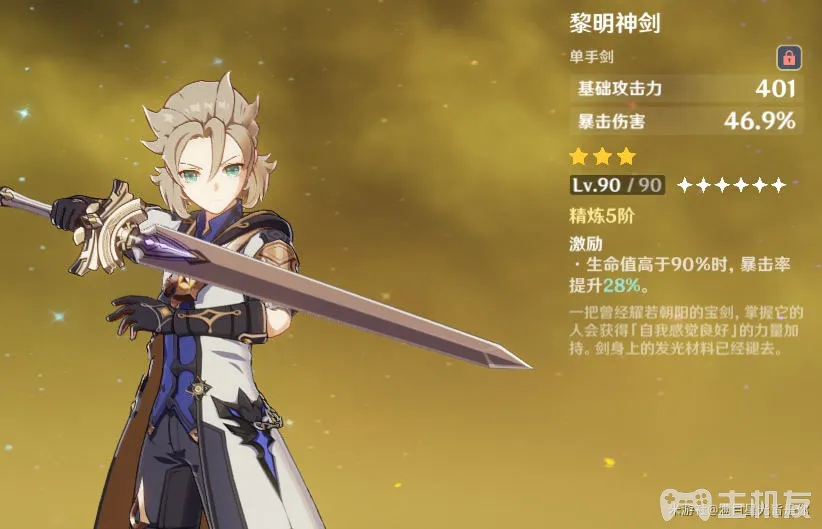 黎明神剑
单手剑
基础攻击力 401
暴击伤害 46.9%
Lv.90 / 90
精炼5阶
激励
·生命值高于90%时，暴击率
提升28%。
一把曾经耀若朝阳的宝剑，掌握它的
人会获得「自我感觉良好」的力量加
持。剑身上的发光材料已经褪去。
主机友